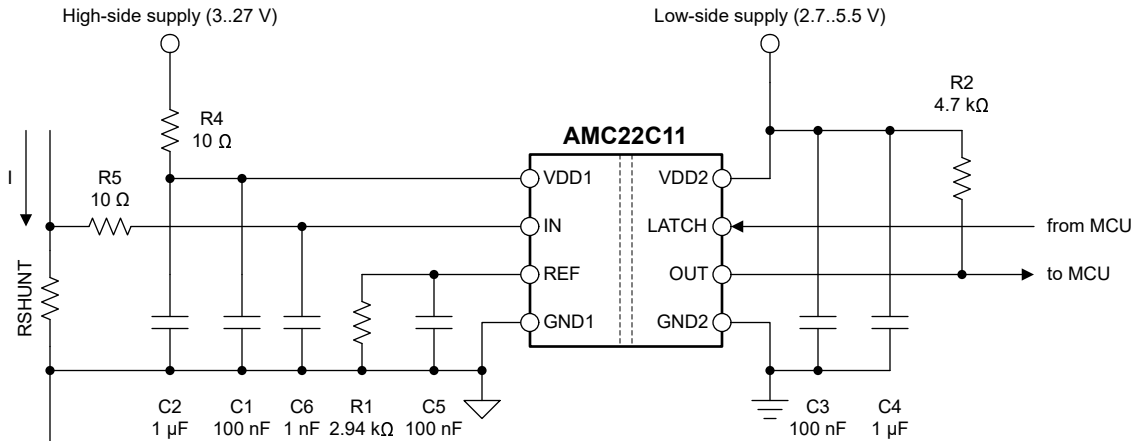 High-side supply (3..27 V)
Low-side supply (2.7..5.5 V)
R4
10 Ω
R2
4.7 kΩ
AMC22C11
I
R5
10 Ω
VDD1
VDD2
IN
LATCH
from MCU
RSHUNT
REF
OUT
to MCU
GND1
GND2
C2
1 µF
C1
100 nF
C6
1 nF
R1
2.94 kΩ
C5
100 nF
C3
100 nF
C4
1 µF